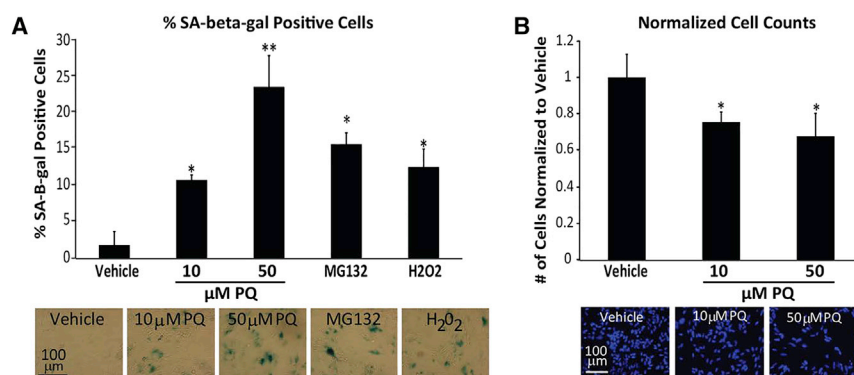 A
% SA-beta-gal Positive Cells
% SA-B-gal Positive Cells
30
25
20
15
10
5
0
*
**
*
*
Vehicle 10 50 MG132 H2O2
μM PQ
Vehicle 10μM PQ 50μM PQ MG132 H2O2
100
μm
B
Normalized Cell Counts
# of Cells Normalized to Vehicle
1.2
1
0.8
0.6
0.4
0.2
0
*
*
Vehicle 10 50
μM PQ
Vehicle 10μM PQ 50μM PQ
100
μm